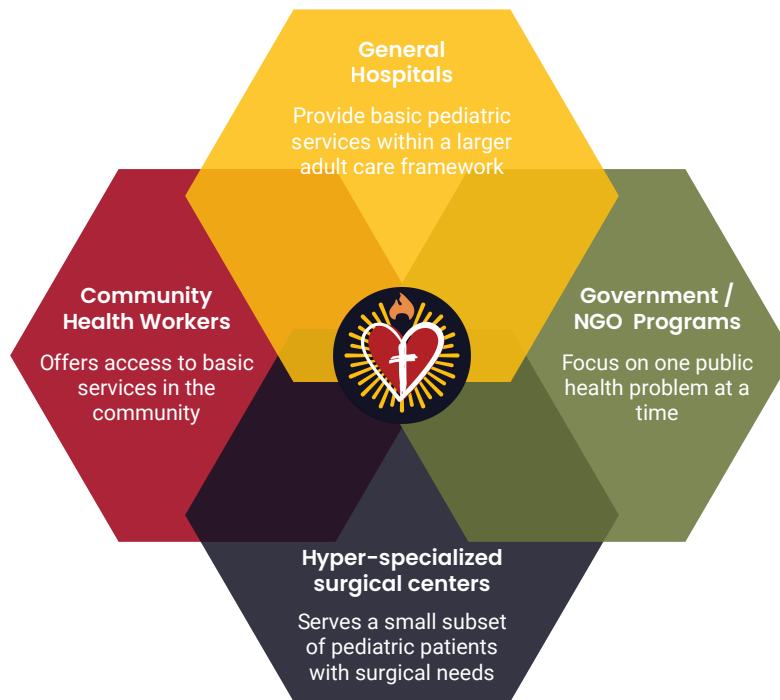 General
Hospitals
Provide basic pediatric
services within a larger
adult care framework
Community
Health Workers
Offers access to basic
services in the
community
Government /
NGO Programs
Focus on one public
health problem at a
time
Hyper-specialized
surgical centers
Serves a small subset
of pediatric patients
with surgical needs